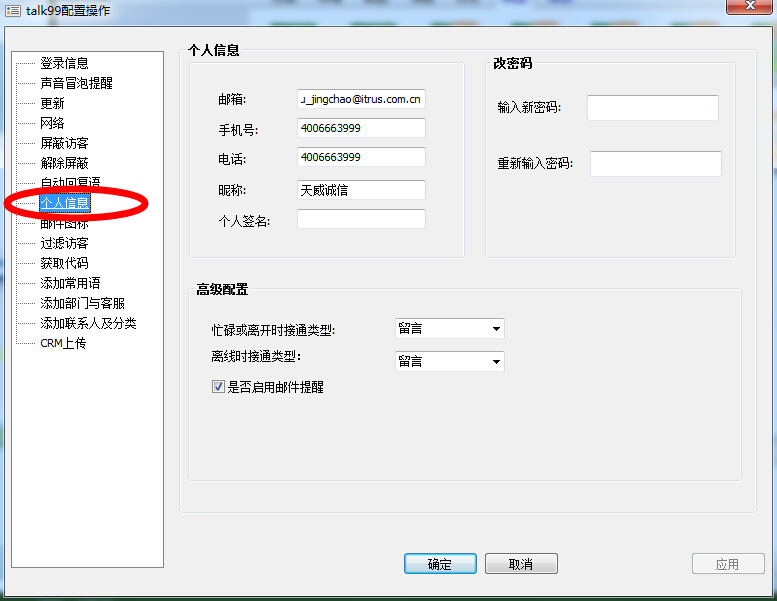 talk99配置操作
登录信息
声音冒泡提醒
更新
网络
屏蔽访客
解除屏蔽
自动回复语
个人信息
邮件图标
过滤访客
获取代码
添加常用语
添加部门与客服
添加联系人及分类
CRM上传
个人信息
邮箱:
_jingchao@itrus.com.cn
手机号:
4006663999
电话:
4006663999
昵称:
天威诚信
个人签名:
改密码
输入新密码:
重新输入密码:
高级配置
忙碌或离开时接通类型:
留言
离线时接通类型:
留言
是否启用邮件提醒
确定
取消
应用